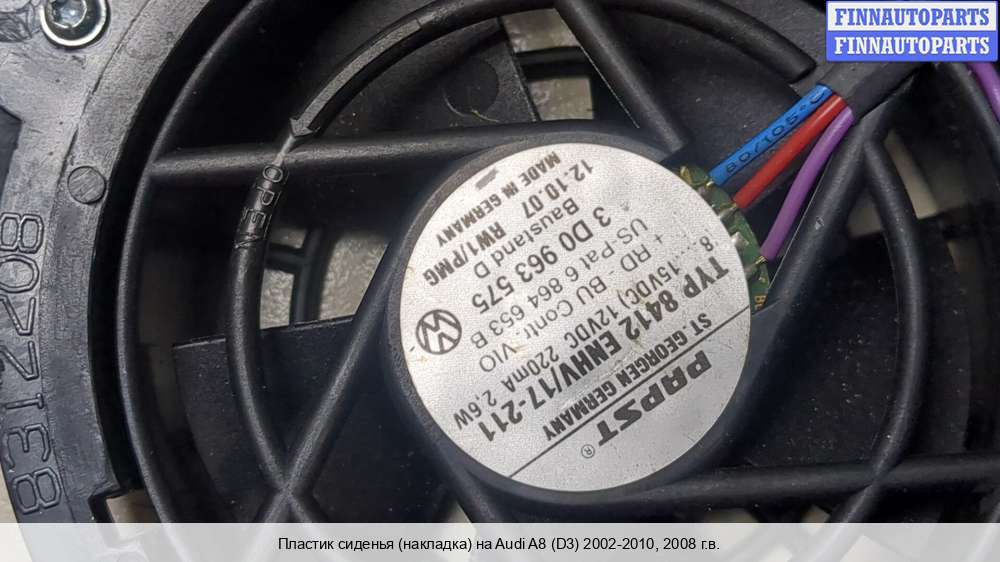 FINNAUTOPARTS
FINNAUTOPARTS
80/105°C
OPEN
PAPST ®
ST. GEORGEN GERMANY
TYP 8412 ENHV/17-211
8...15VDC) 12VDC 220mA 2,6W
+ RD - BU Contr. VIO
US-Pat 6 864 653 B
3 D0 963 575
Baustand D RW1/PMG
12.10.07 MADE IN GERMANY
Пластик сиденья (накладка) на Audi A8 (D3) 2002-2010, 2008 г.в.